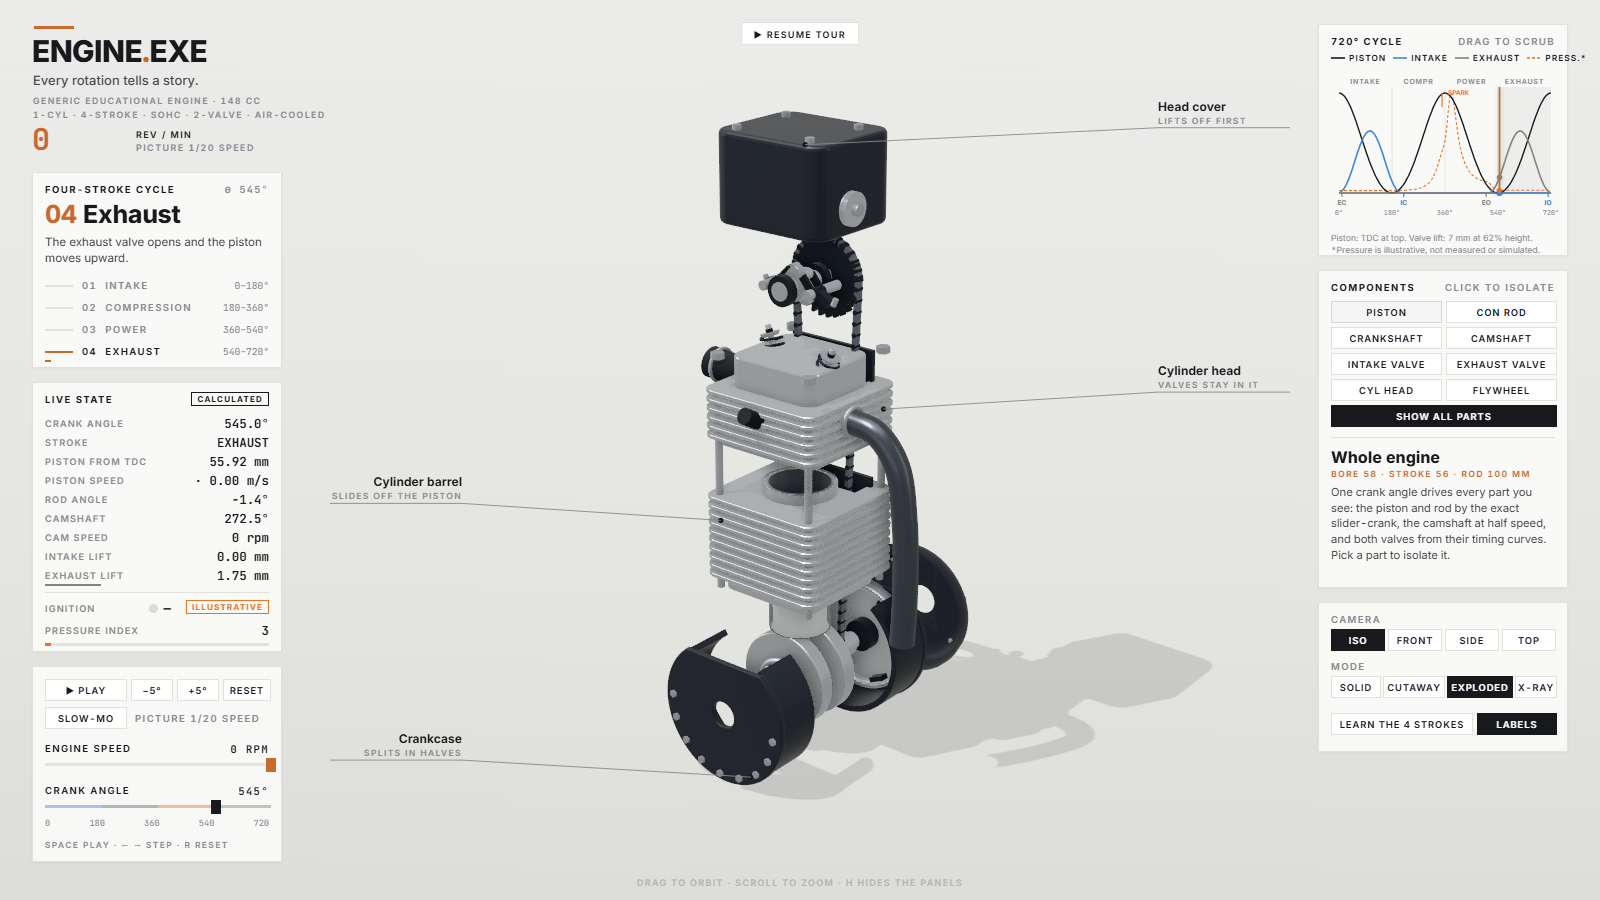 ENGINE.EXE
Every rotation tells a story.
GENERIC EDUCATIONAL ENGINE · 148 CC
1-CYL · 4-STROKE · SOHC · 2-VALVE · AIR-COOLED
0
REV / MIN
PICTURE 1/20 SPEED
FOUR-STROKE CYCLE θ 545°
04 Exhaust
The exhaust valve opens and the piston
moves upward.
01 INTAKE 0–180°
02 COMPRESSION 180–360°
03 POWER 360–540°
04 EXHAUST 540–720°
LIVE STATE CALCULATED
CRANK ANGLE 545.0°
STROKE EXHAUST
PISTON FROM TDC 55.92 mm
PISTON SPEED · 0.00 m/s
ROD ANGLE -1.4°
CAMSHAFT 272.5°
CAM SPEED 0 rpm
INTAKE LIFT 0.00 mm
EXHAUST LIFT 1.75 mm
IGNITION – ILLUSTRATIVE
PRESSURE INDEX 3
▶ PLAY −5° +5° RESET
SLOW-MO PICTURE 1/20 SPEED
ENGINE SPEED 0 RPM
CRANK ANGLE 545°
0 180 360 540 720
SPACE PLAY · ← → STEP · R RESET
▶ RESUME TOUR
Head cover
LIFTS OFF FIRST
Cylinder head
VALVES STAY IN IT
Cylinder barrel
SLIDES OFF THE PISTON
Crankcase
SPLITS IN HALVES
DRAG TO ORBIT · SCROLL TO ZOOM · H HIDES THE PANELS
720° CYCLE DRAG TO SCRUB
PISTON INTAKE EXHAUST PRESS.*
INTAKE COMPR POWER EXHAUST
SPARK
EC IC EO IO
0° 180° 360° 540° 720°
Piston: TDC at top. Valve lift: 7 mm at 62% height.
*Pressure is illustrative, not measured or simulated.
COMPONENTS CLICK TO ISOLATE
PISTON CON ROD
CRANKSHAFT CAMSHAFT
INTAKE VALVE EXHAUST VALVE
CYL HEAD FLYWHEEL
SHOW ALL PARTS
Whole engine
BORE 58 · STROKE 56 · ROD 100 MM
One crank angle drives every part you
see: the piston and rod by the exact
slider-crank, the camshaft at half speed,
and both valves from their timing curves.
Pick a part to isolate it.
CAMERA
ISO FRONT SIDE TOP
MODE
SOLID CUTAWAY EXPLODED X-RAY
LEARN THE 4 STROKES LABELS